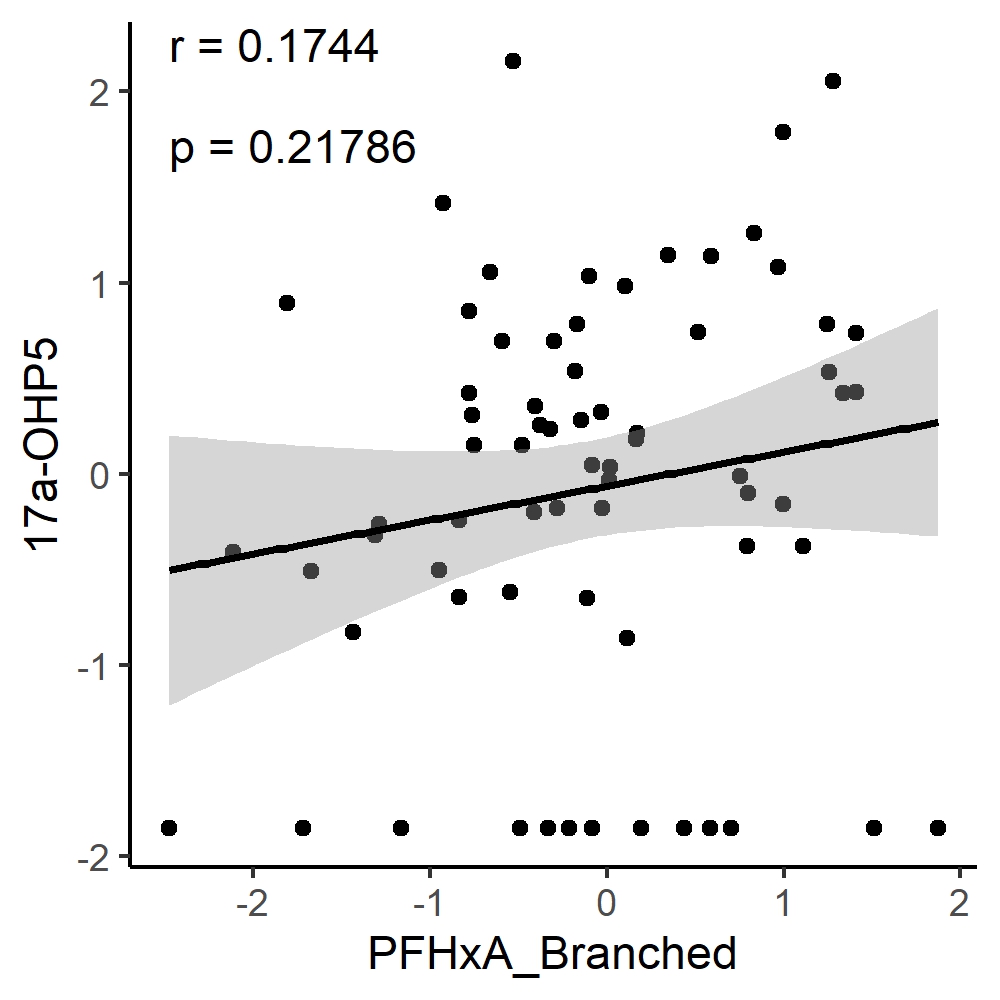 r = 0.1744
p = 0.21786
17a-OHP5
2
1
0
-1
-2
-2
-1
0
1
2
PFHxA_Branched